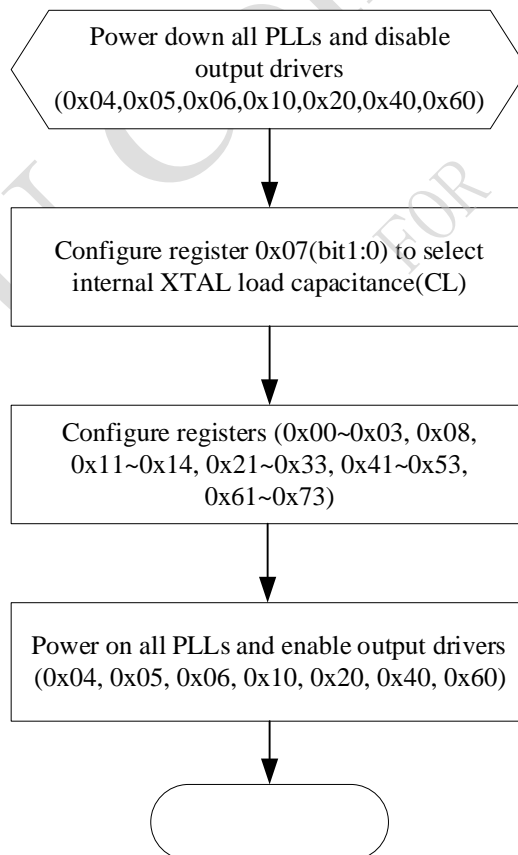 Power down all PLLs and disable
output drivers
(0x04,0x05,0x06,0x10,0x20,0x40,0x60)
FOR
Configure register 0x07(bit1:0) to select
internal XTAL load capacitance(CL)
Configure registers (0x00~0x03, 0x08,
0x11~0x14, 0x21~0x33, 0x41~0x53,
0x61~0x73)
Power on all PLLs and enable output drivers
(0x04, 0x05, 0x06, 0x10, 0x20, 0x40, 0x60)